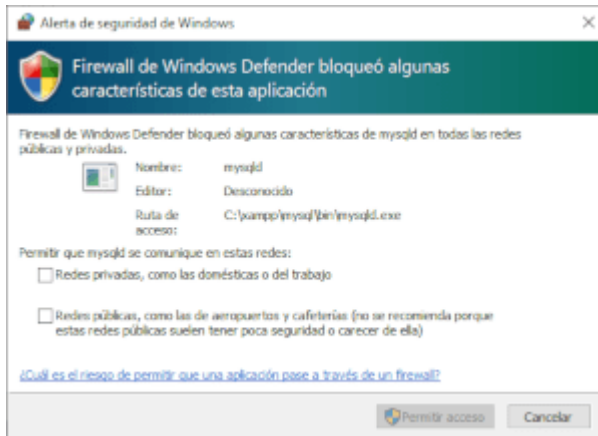 Alerta de seguridad de Windows
Firewall de Windows Defender bloqueó algunas
características de esta aplicación
Firewall de Windows Defender bloqueó algunas características de mysqld en todas las redes
públicas y privadas.
Nombre: mysqld
Editor: Desconocido
Ruta de acceso: C:\xampp\mysql\bin\mysqld.exe
Permitir que mysqld se comunique en estas redes:
Redes privadas, como las domésticas o del trabajo
Redes públicas, como las de aeropuertos y cafeterías (no se recomienda porque
estas redes públicas suelen tener poca seguridad o carecer de ella)
¿Cuál es el riesgo de permitir que una aplicación pase a través de un firewall?
Permitir acceso Cancelar